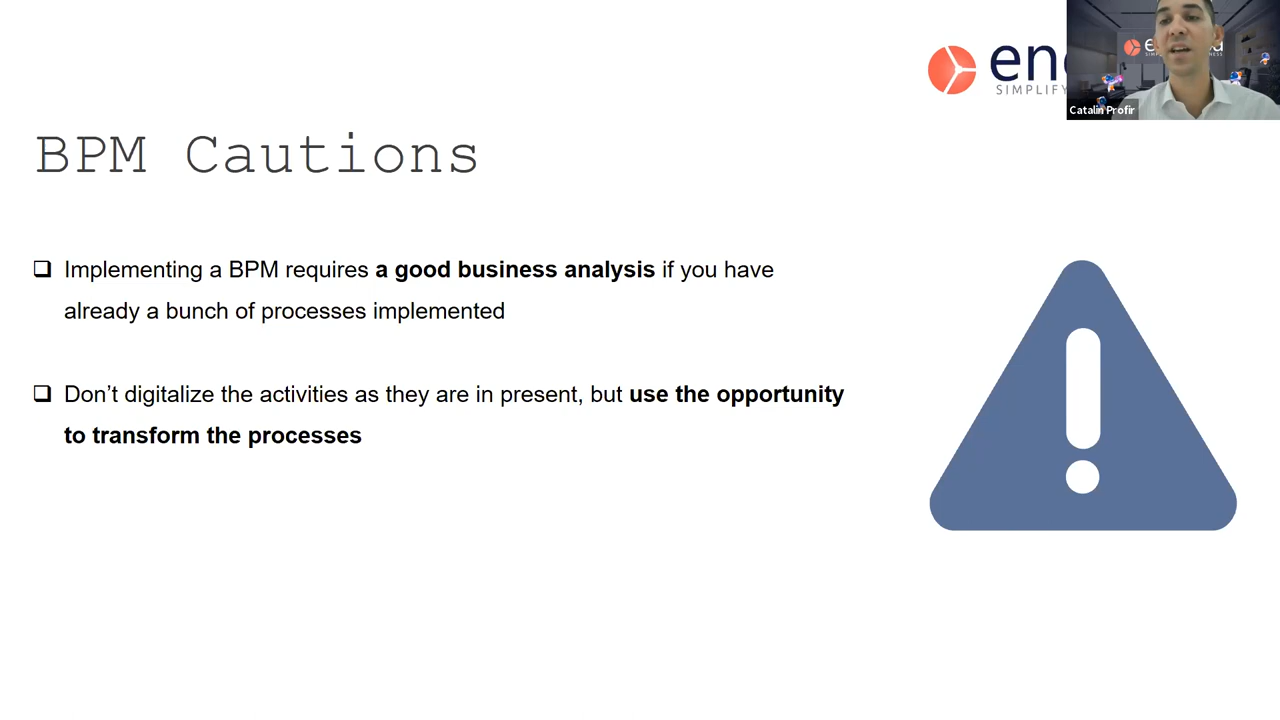 SIMPLIFY
Catalin Profir
BPM Cautions
❑ Implementing a BPM requires a good business analysis if you have
already a bunch of processes implemented
❑ Don’t digitalize the activities as they are in present, but use the opportunity
to transform the processes